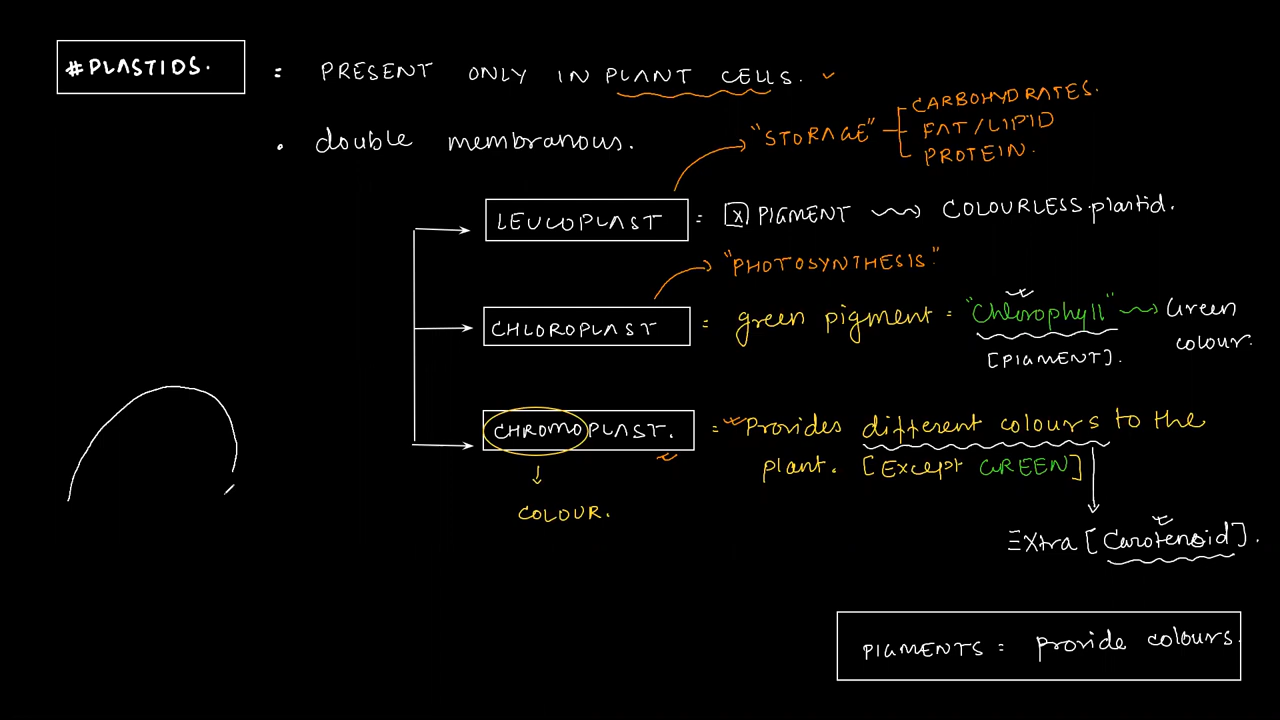 #PLASTIDS. = PRESENT ONLY IN PLANT CELLS.
• double membranous.
"STORAGE"
CARBOHYDRATES.
FAT/LIPID
PROTEIN.
LEUCOPLAST = [x] PIGMENT COLOURLESS plastid.
"PHOTOSYNTHESIS"
CHLOROPLAST = green pigment = "Chlorophyll" Green colour.
[PIGMENT].
CHROMOPLAST. = Provides different colours to the
plant. [Except GREEN]
COLOUR.
Extra [Carotenoid].
PIGMENTS = provide colours.